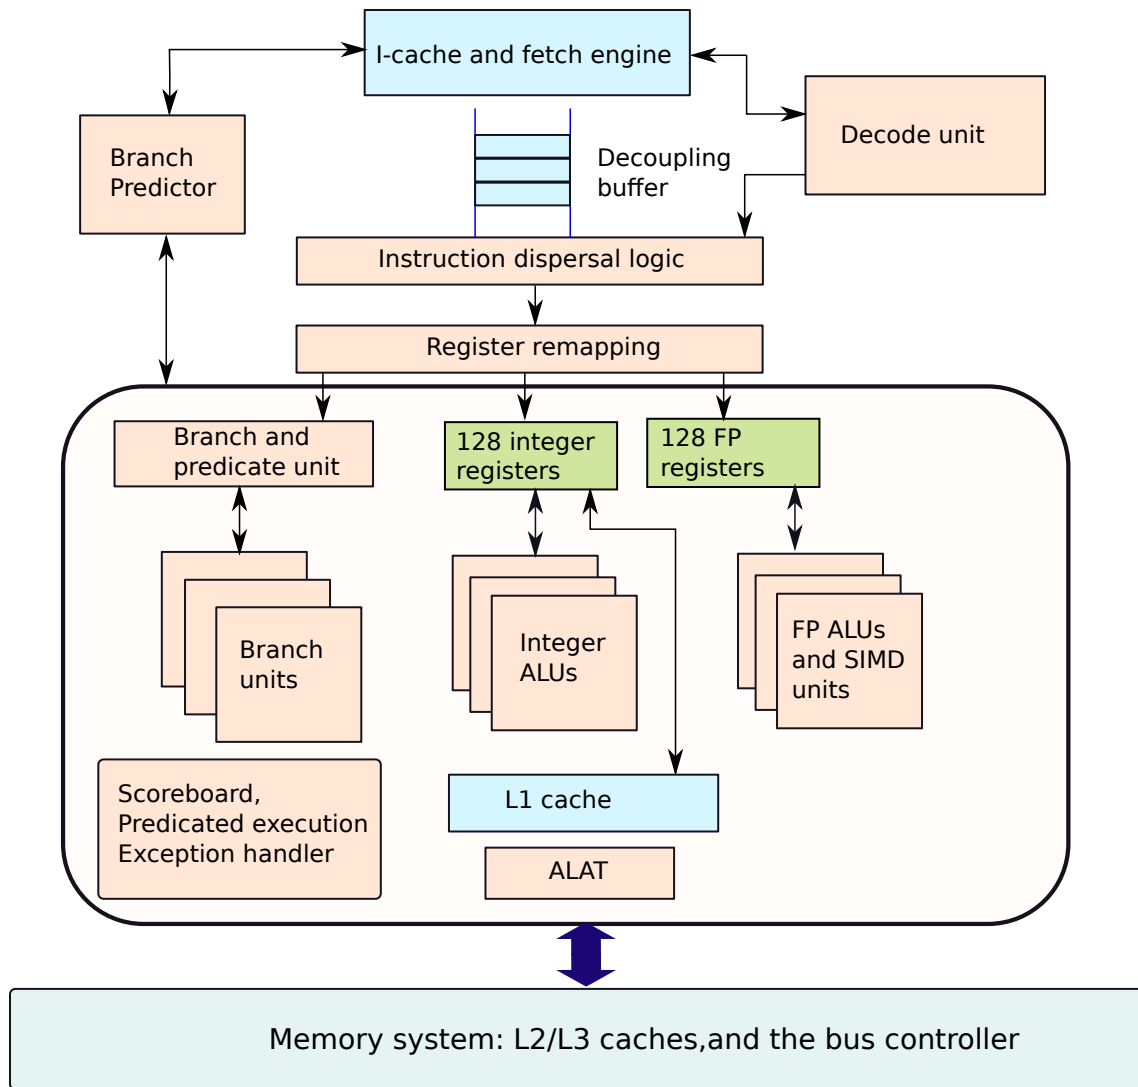 I-cache and fetch engine
Branch
Predictor
Decoupling
buffer
Decode unit
Instruction dispersal logic
Register remapping
Branch and
predicate unit
128 integer
registers
128 FP
registers
Branch
units
Integer
ALUs
FP ALUs
and SIMD
units
Scoreboard,
Predicated execution
Exception handler
L1 cache
ALAT
Memory system: L2/L3 caches,and the bus controller